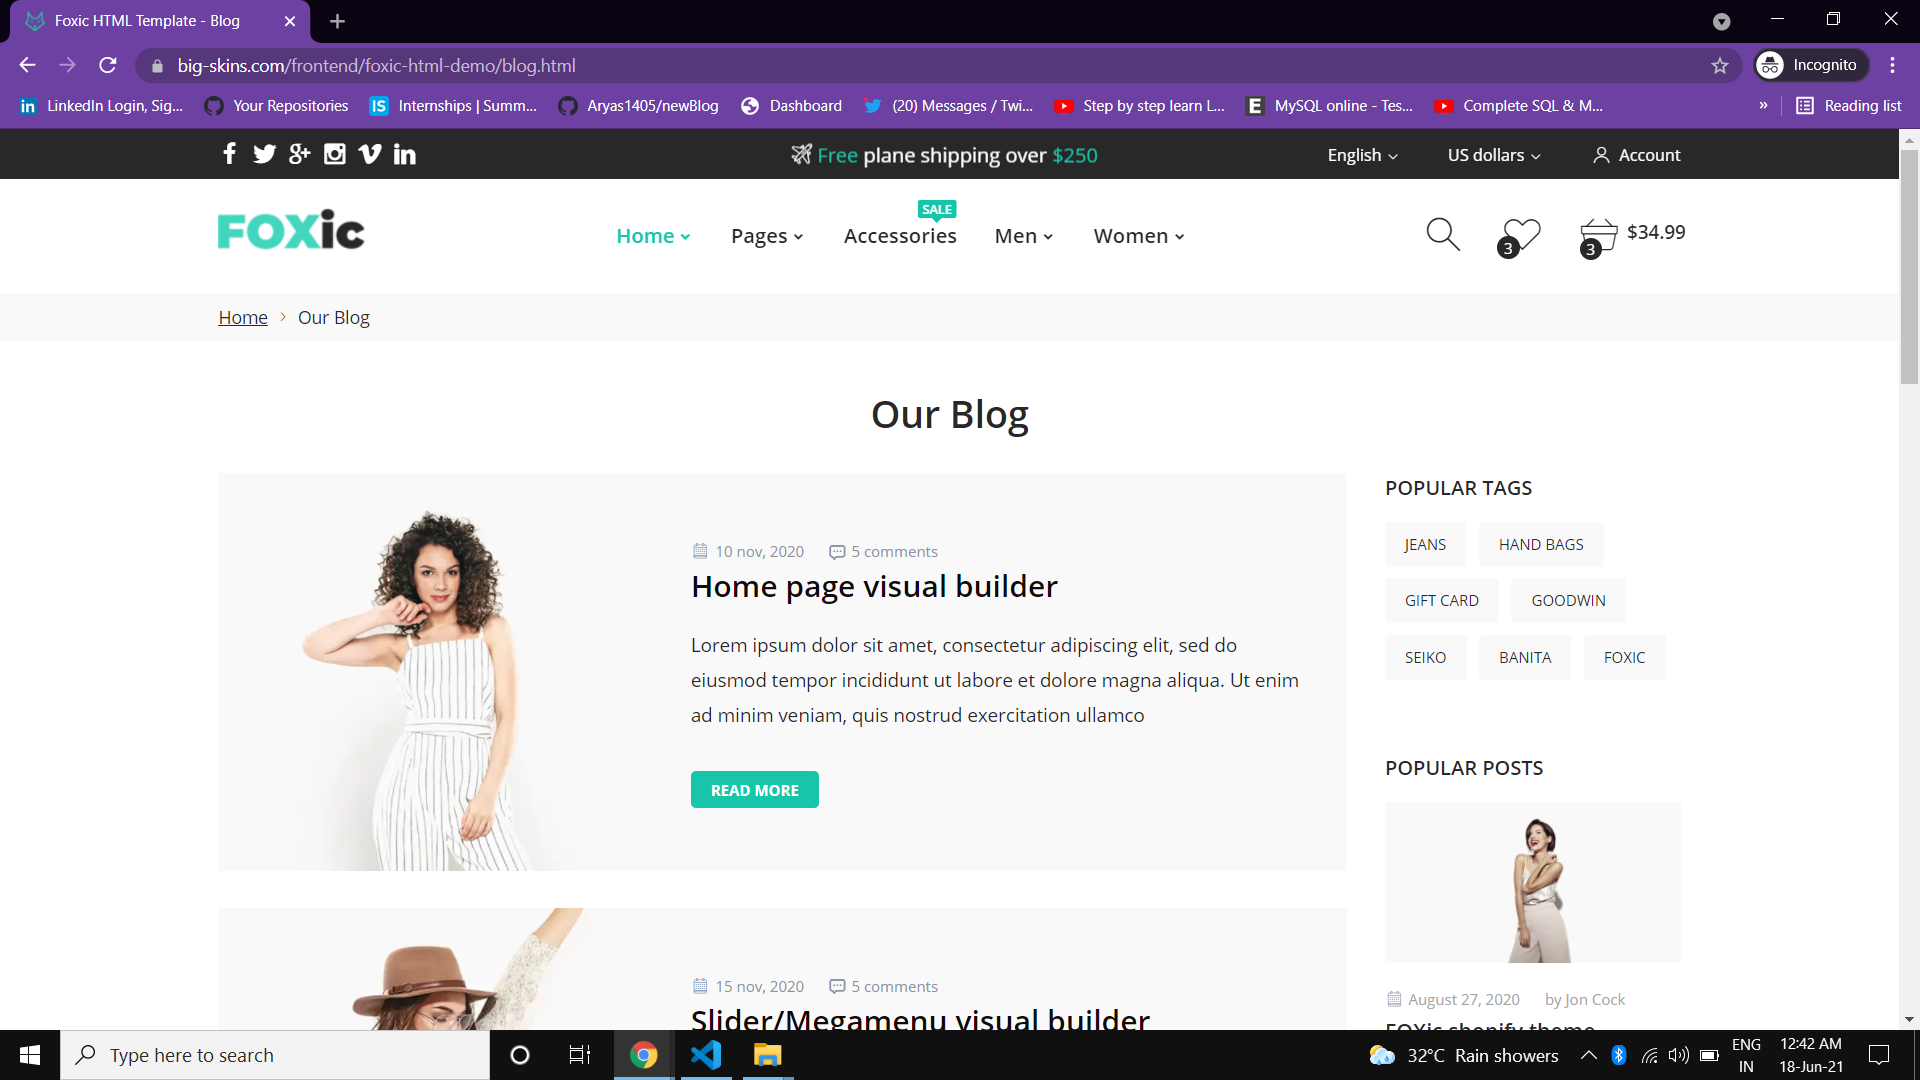 Foxic HTML Template - Blog
big-skins.com/frontend/foxic-html-demo/blog.html
Incognito
LinkedIn Login, Sig...
Your Repositories
IS Internships | Summ...
Aryas1405/newBlog
Dashboard
(20) Messages / Twi...
Step by step learn L...
E MySQL online - Tes...
Complete SQL & M...
» Reading list
Free plane shipping over $250
English
US dollars
Account
FOXic
SALE
Home
Pages
Accessories
Men
Women
3
3
$34.99
Home > Our Blog
Our Blog
10 nov, 2020 5 comments
Home page visual builder
Lorem ipsum dolor sit amet, consectetur adipiscing elit, sed do
eiusmod tempor incididunt ut labore et dolore magna aliqua. Ut enim
ad minim veniam, quis nostrud exercitation ullamco
READ MORE
15 nov, 2020 5 comments
Slider/Megamenu visual builder
POPULAR TAGS
JEANS HAND BAGS
GIFT CARD GOODWIN
SEIKO BANITA FOXIC
POPULAR POSTS
August 27, 2020 by Jon Cock
FOXic shopify theme
Type here to search
32°C Rain showers
ENG
IN
12:42 AM
18-Jun-21